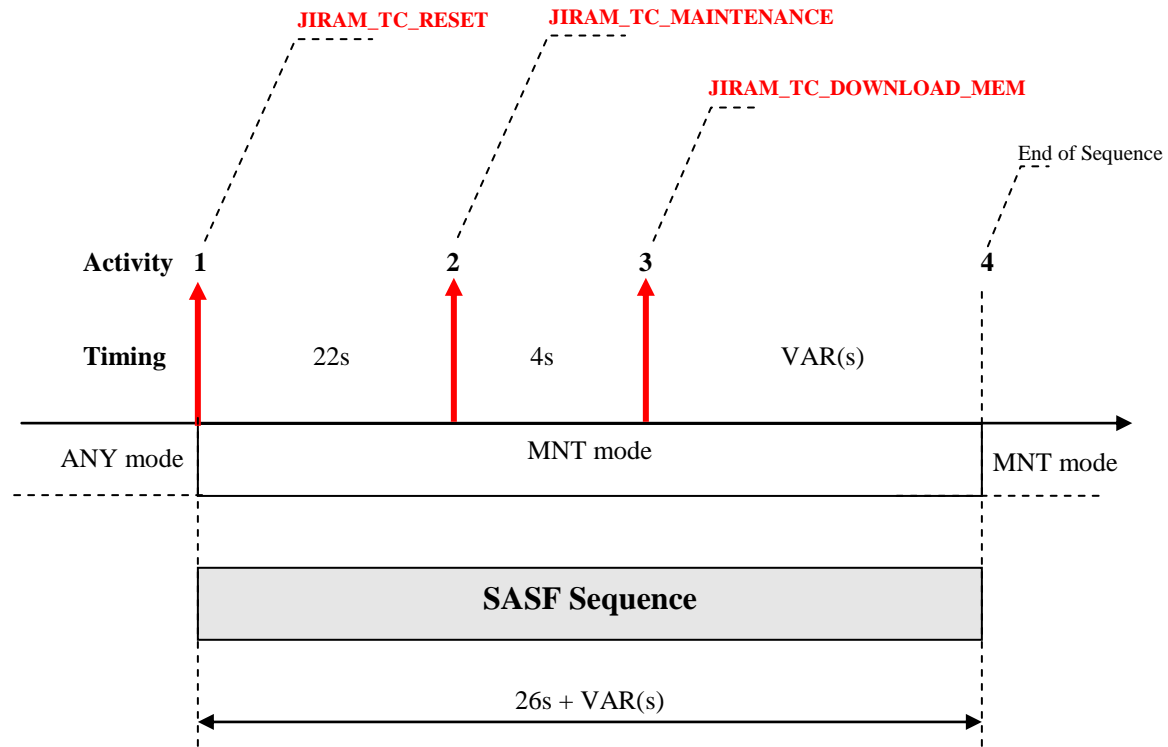 JIRAM_TC_RESET
JIRAM_TC_MAINTENANCE
JIRAM_TC_DOWNLOAD_MEM
End of Sequence
Activity 1 2 3 4
Timing 22s 4s VAR(s)
ANY mode MNT mode MNT mode
SASF Sequence
26s + VAR(s)